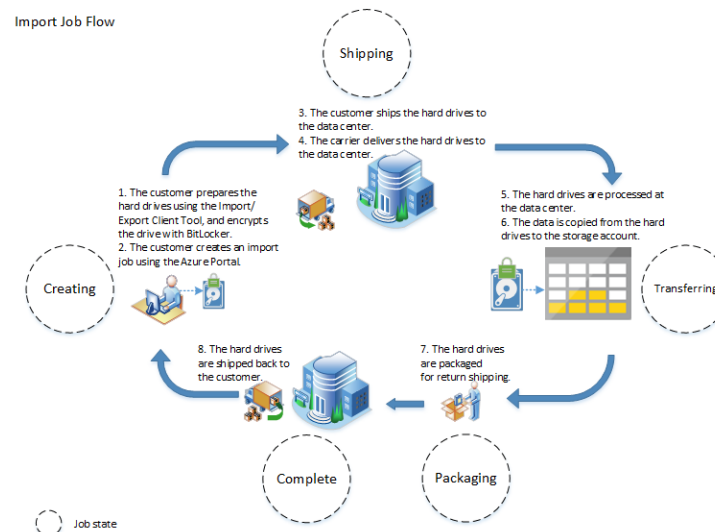 Import Job Flow
Shipping
3. The customer ships the hard drives to
the data center.
4. The carrier delivers the hard drives to
the data center.
1. The customer prepares the
hard drives using the Import/
Export Client Tool, and encrypts
the drive with BitLocker.
2. The customer creates an import
job using the Azure Portal.
Creating
5. The hard drives are processed at
the data center.
6. The data is copied from the hard
drives to the storage account.
Transferring
8. The hard drives
are shipped back to
the customer.
7. The hard drives
are packaged
for return shipping.
Complete
Packaging
Job state